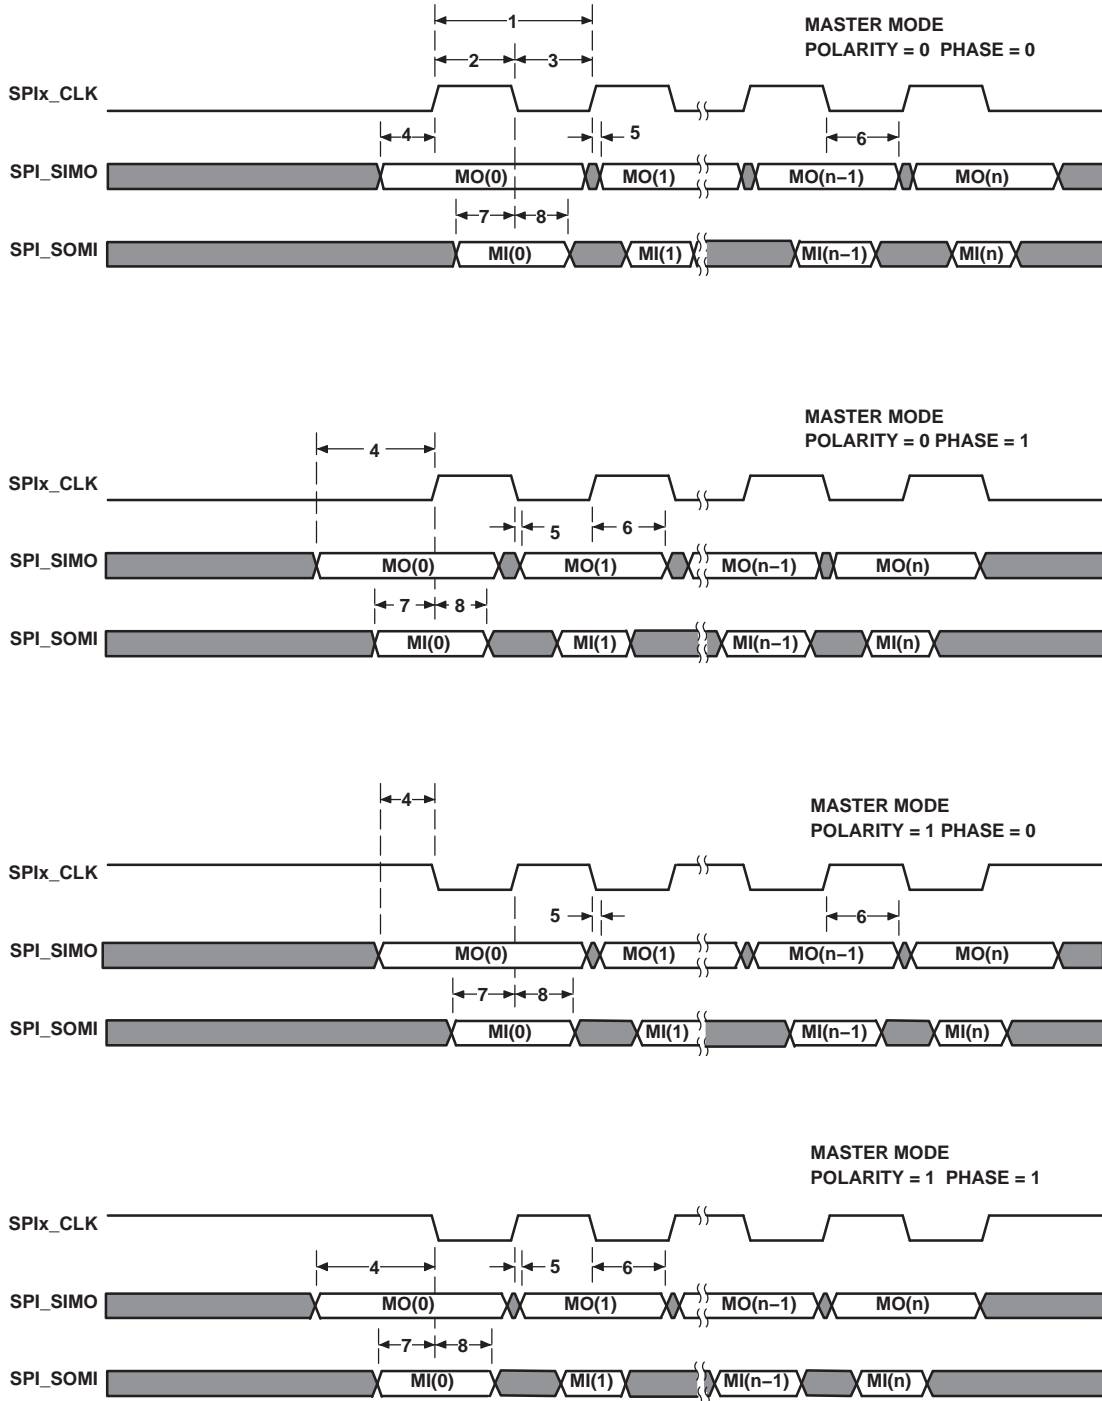 1
MASTER MODE
POLARITY = 0 PHASE = 0
2 3
SPIx_CLK
4 5 6
SPI_SIMO MO(0) MO(1) MO(n−1) MO(n)
7 8
SPI_SOMI MI(0) MI(1) MI(n−1) MI(n)
MASTER MODE
POLARITY = 0 PHASE = 1
4
SPIx_CLK
5 6
SPI_SIMO MO(0) MO(1) MO(n−1) MO(n)
7 8
SPI_SOMI MI(0) MI(1) MI(n−1) MI(n)
4
MASTER MODE
POLARITY = 1 PHASE = 0
SPIx_CLK
5 6
SPI_SIMO MO(0) MO(1) MO(n−1) MO(n)
7 8
SPI_SOMI MI(0) MI(1) MI(n−1) MI(n)
MASTER MODE
POLARITY = 1 PHASE = 1
SPIx_CLK
4 5 6
SPI_SIMO MO(0) MO(1) MO(n−1) MO(n)
7 8
SPI_SOMI MI(0) MI(1) MI(n−1) MI(n)